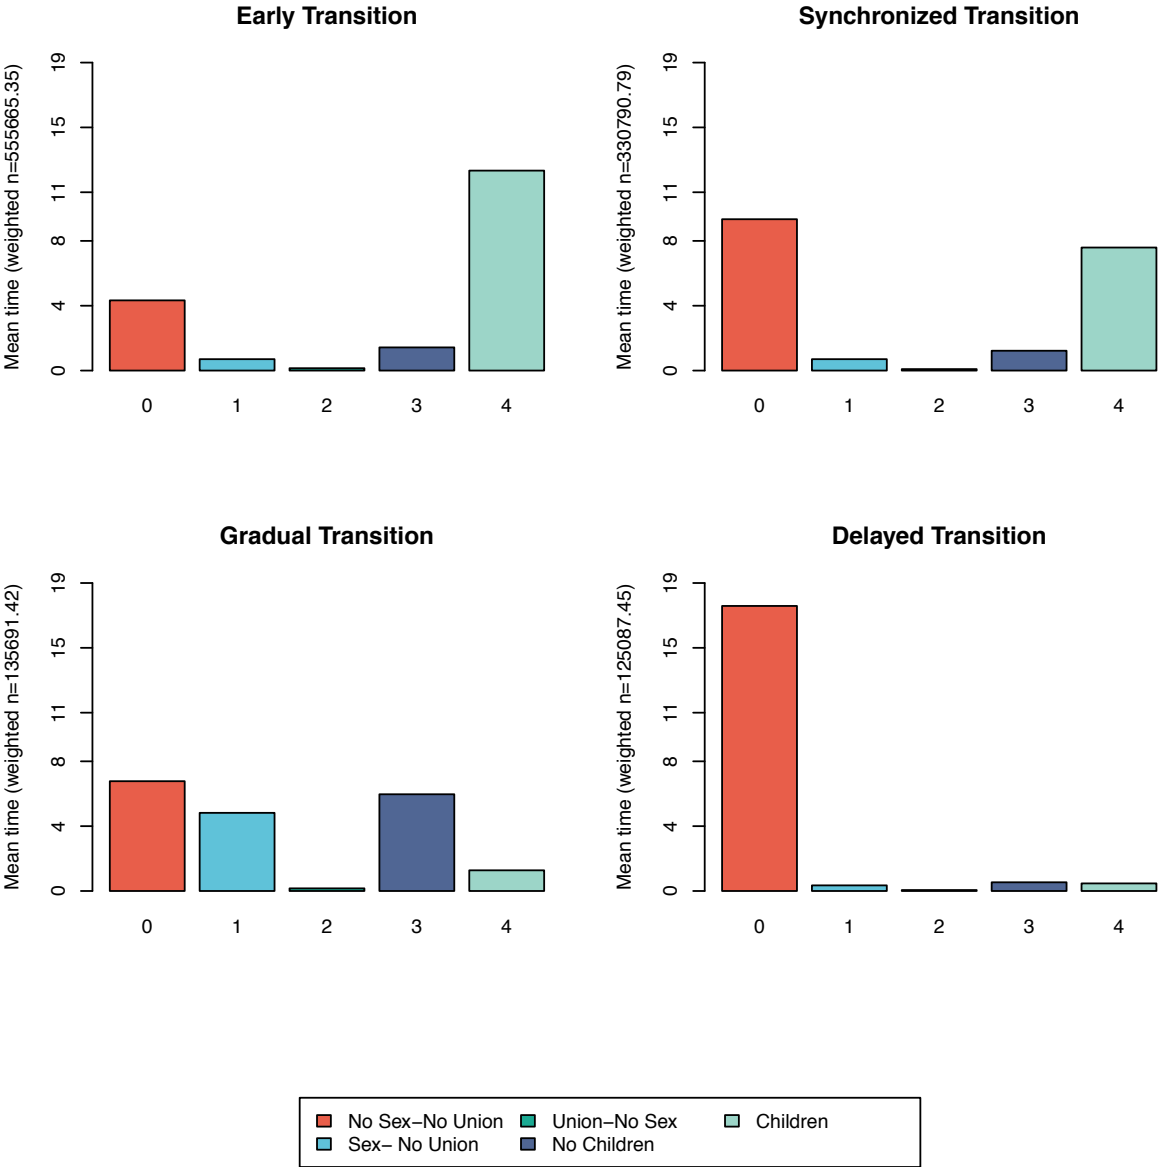 Early Transition
Mean time (weighted n=555665.35)
19
15
11
8
4
0
0 1 2 3 4
Synchronized Transition
Mean time (weighted n=330790.79)
19
15
11
8
4
0
0 1 2 3 4
Gradual Transition
Mean time (weighted n=135691.42)
19
15
11
8
4
0
0 1 2 3 4
Delayed Transition
Mean time (weighted n=125087.45)
19
15
11
8
4
0
0 1 2 3 4
No Sex−No Union Union−No Sex Children
Sex− No Union No Children